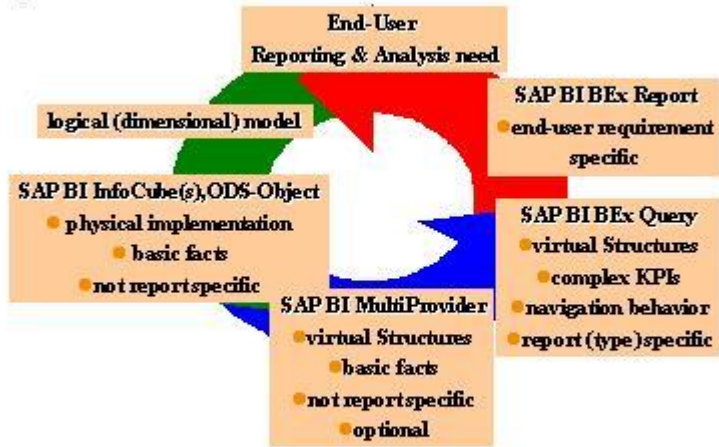 End-User
Reporting & Analysis need
logical (dimensional) model
SAP BI BEx Report
end-user requirement
specific
SAP BI InfoCube(s),ODS-Object
physical implementation
basic facts
not report specific
SAP BI BEx Query
virtual Structures
complex KPIs
navigation behavior
report (type) specific
SAP BI MultiProvider
virtual Structures
basic facts
not report specific
optional